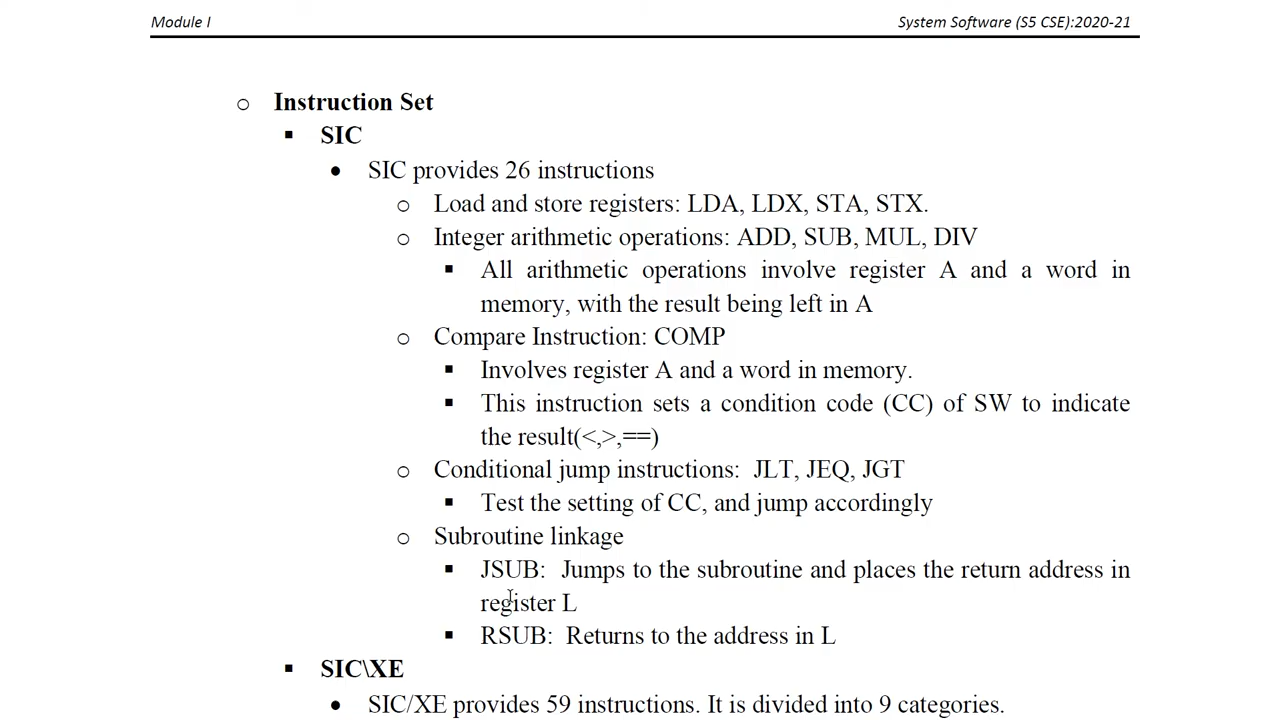 Module I System Software (S5 CSE):2020-21
o Instruction Set
▪ SIC
• SIC provides 26 instructions
o Load and store registers: LDA, LDX, STA, STX.
o Integer arithmetic operations: ADD, SUB, MUL, DIV
▪ All arithmetic operations involve register A and a word in
memory, with the result being left in A
o Compare Instruction: COMP
▪ Involves register A and a word in memory.
▪ This instruction sets a condition code (CC) of SW to indicate
the result(<,>,==)
o Conditional jump instructions: JLT, JEQ, JGT
▪ Test the setting of CC, and jump accordingly
o Subroutine linkage
▪ JSUB: Jumps to the subroutine and places the return address in
register L
▪ RSUB: Returns to the address in L
▪ SIC\XE
• SIC/XE provides 59 instructions. It is divided into 9 categories.